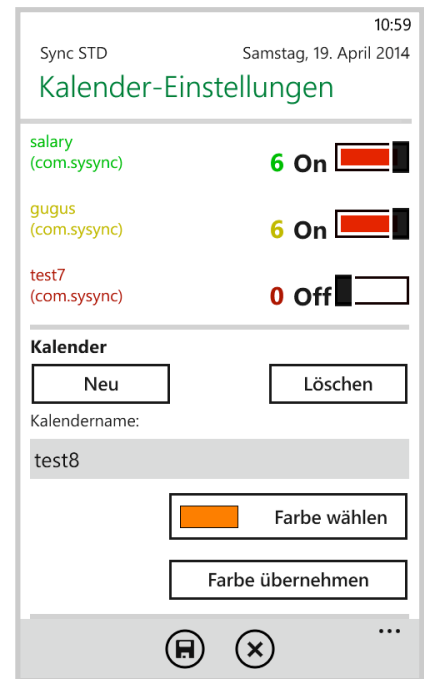 10:59
Sync STD Samstag, 19. April 2014
Kalender-Einstellungen
salary
(com.sysync) 6 On
gugus
(com.sysync) 6 On
test7
(com.sysync) 0 Off
Kalender
Neu Löschen
Kalendername:
test8
Farbe wählen
Farbe übernehmen